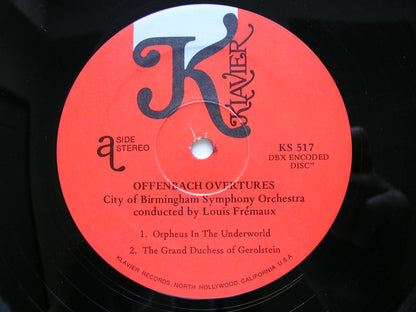 K
KLAVIER
a SIDE
STEREO
KS 517
DBX ENCODED
DISC"
OFFENBACH OVERTURES
City of Birmingham Symphony Orchestra
conducted by Louis Frémaux
1. Orpheus In The Underworld
2. The Grand Duchess of Gerolstein
KLAVIER RECORDS, NORTH HOLLYWOOD, CALIFORNIA U.S.A